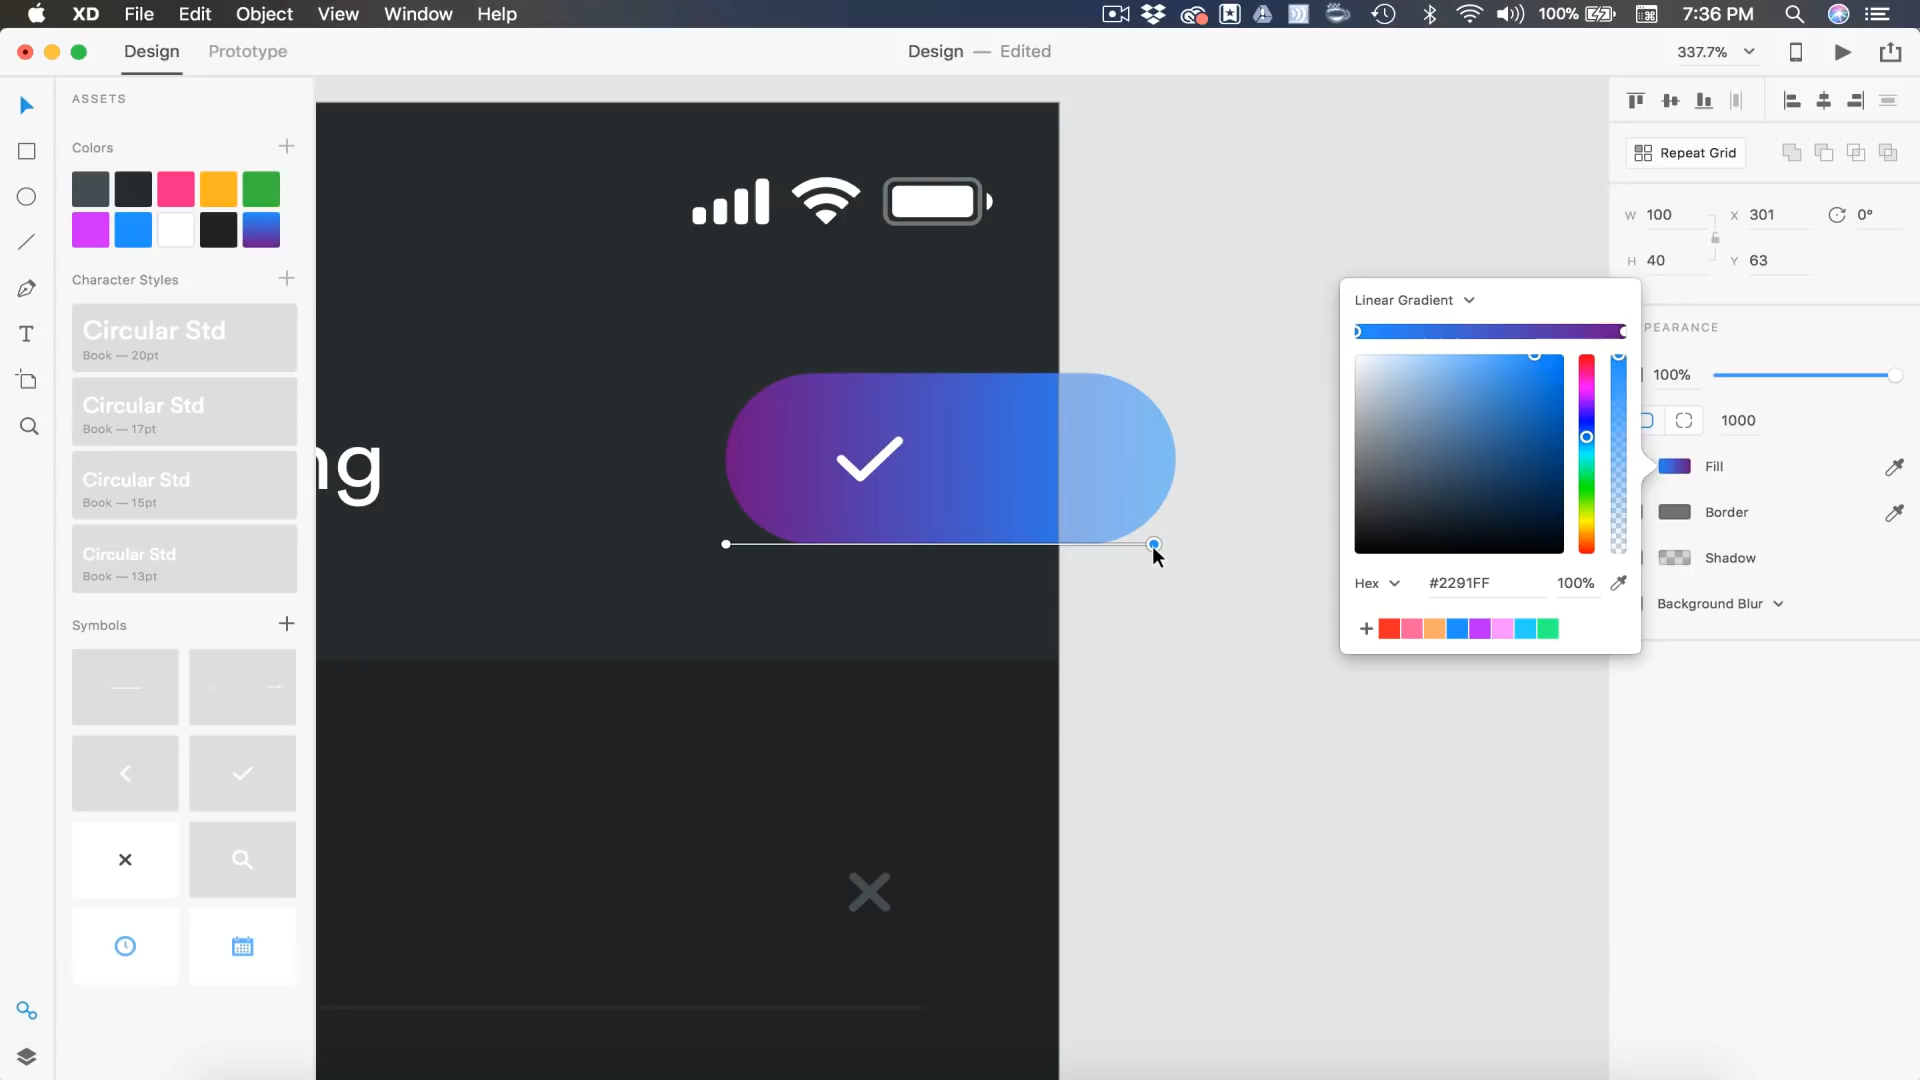 XD File Edit Object View Window Help 100% 7:36 PM
Design Prototype Design — Edited 337.7%
ASSETS
Colors
Character Styles
Circular Std
Book — 20pt
Circular Std
Book — 17pt
Circular Std
Book — 15pt
Circular Std
Book — 13pt
Symbols
ng
Linear Gradient
Hex #2291FF 100%
Repeat Grid
W 100 X 301 0°
H 40 Y 63
PEARANCE
100%
1000
Fill
Border
Shadow
Background Blur